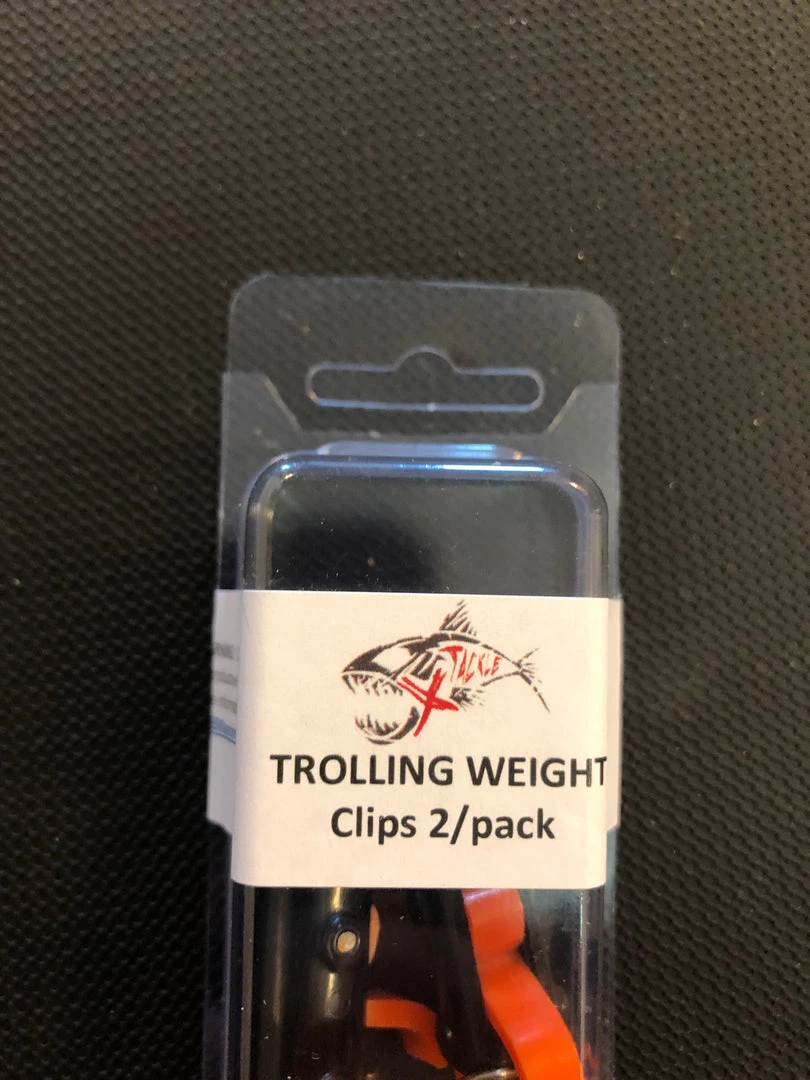 X TACKLE
TROLLING WEIGHT
Clips 2/pack